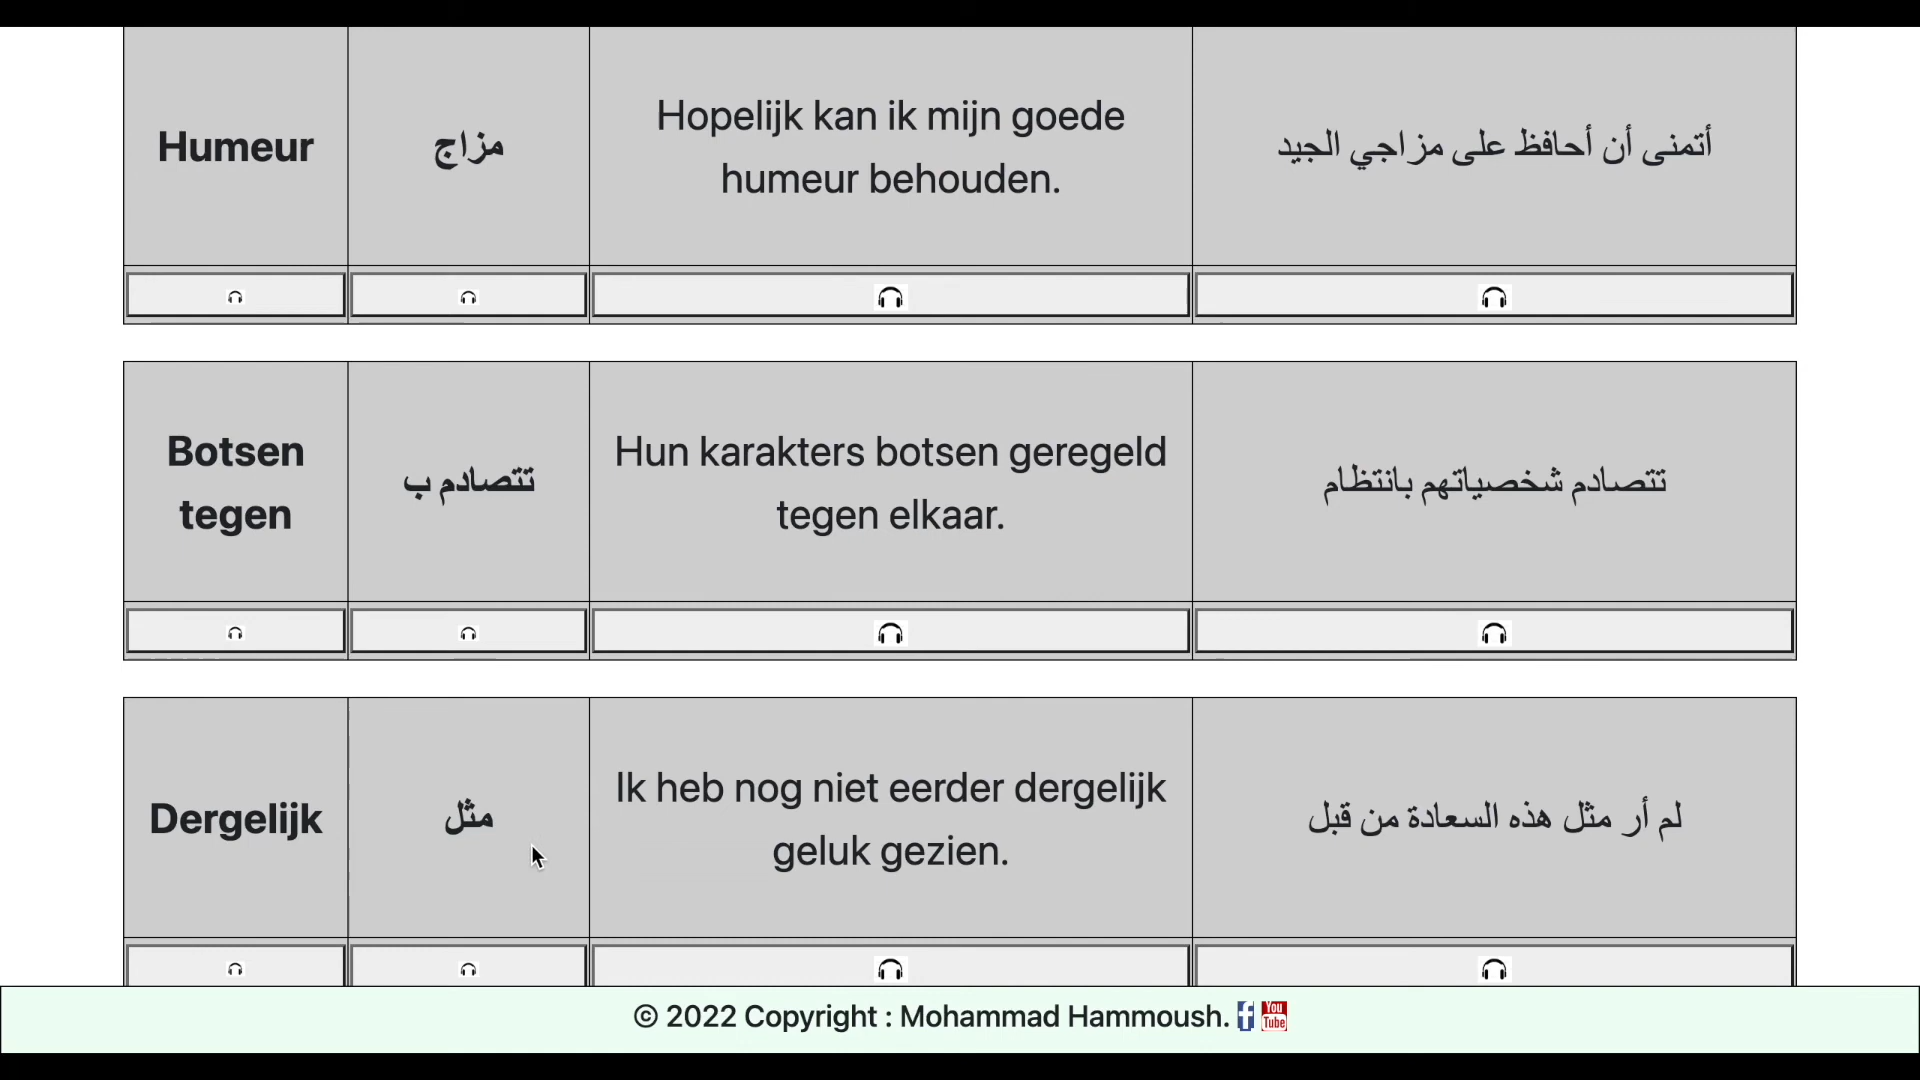 Humeur
مزاج
Hopelijk kan ik mijn goede
humeur behouden.
أتمنى أن أحافظ على مزاجي الجيد
Botsen
tegen
تتصادم ب
Hun karakters botsen geregeld
tegen elkaar.
تتصادم شخصياتهم بانتظام
Dergelijk
مثل
Ik heb nog niet eerder dergelijk
geluk gezien.
لم أر مثل هذه السعادة من قبل
© 2022 Copyright : Mohammad Hammoush. f You Tube